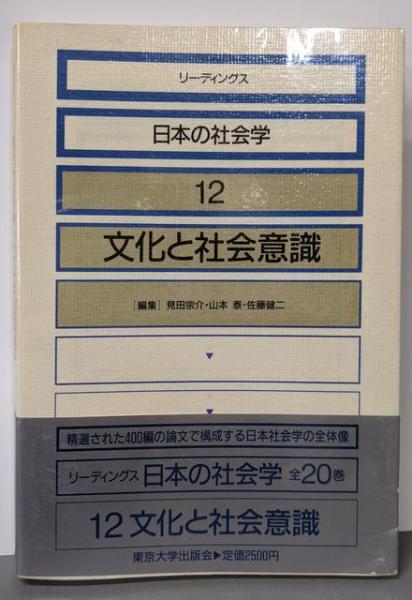 リーディングス
日本の社会学
12
文化と社会意識
［編集］見田宗介・山本 泰・佐藤健二
▼
▼
精選された400編の論文で構成する日本社会学の全体像
リーディングス 日本の社会学 全20巻
12 文化と社会意識
東京大学出版会▶定価2500円